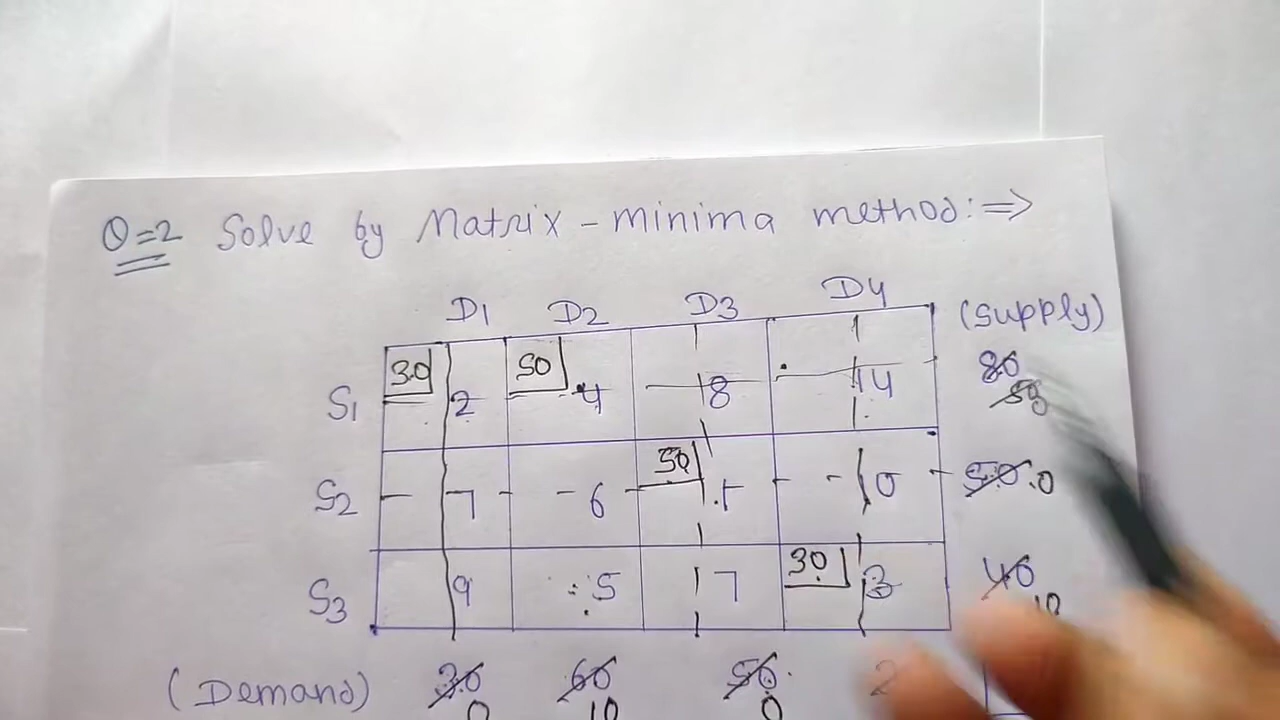 Q=2 Solve by Matrix - minima method:⇒
D1 D2 D3 D4 (Supply)
S1 30 2 50 4 8 14 80 50
S2 7 6 50 0 50 0
S3 9 5 7 30 3 40 10
(Demand) 30 60 50
0 10 0